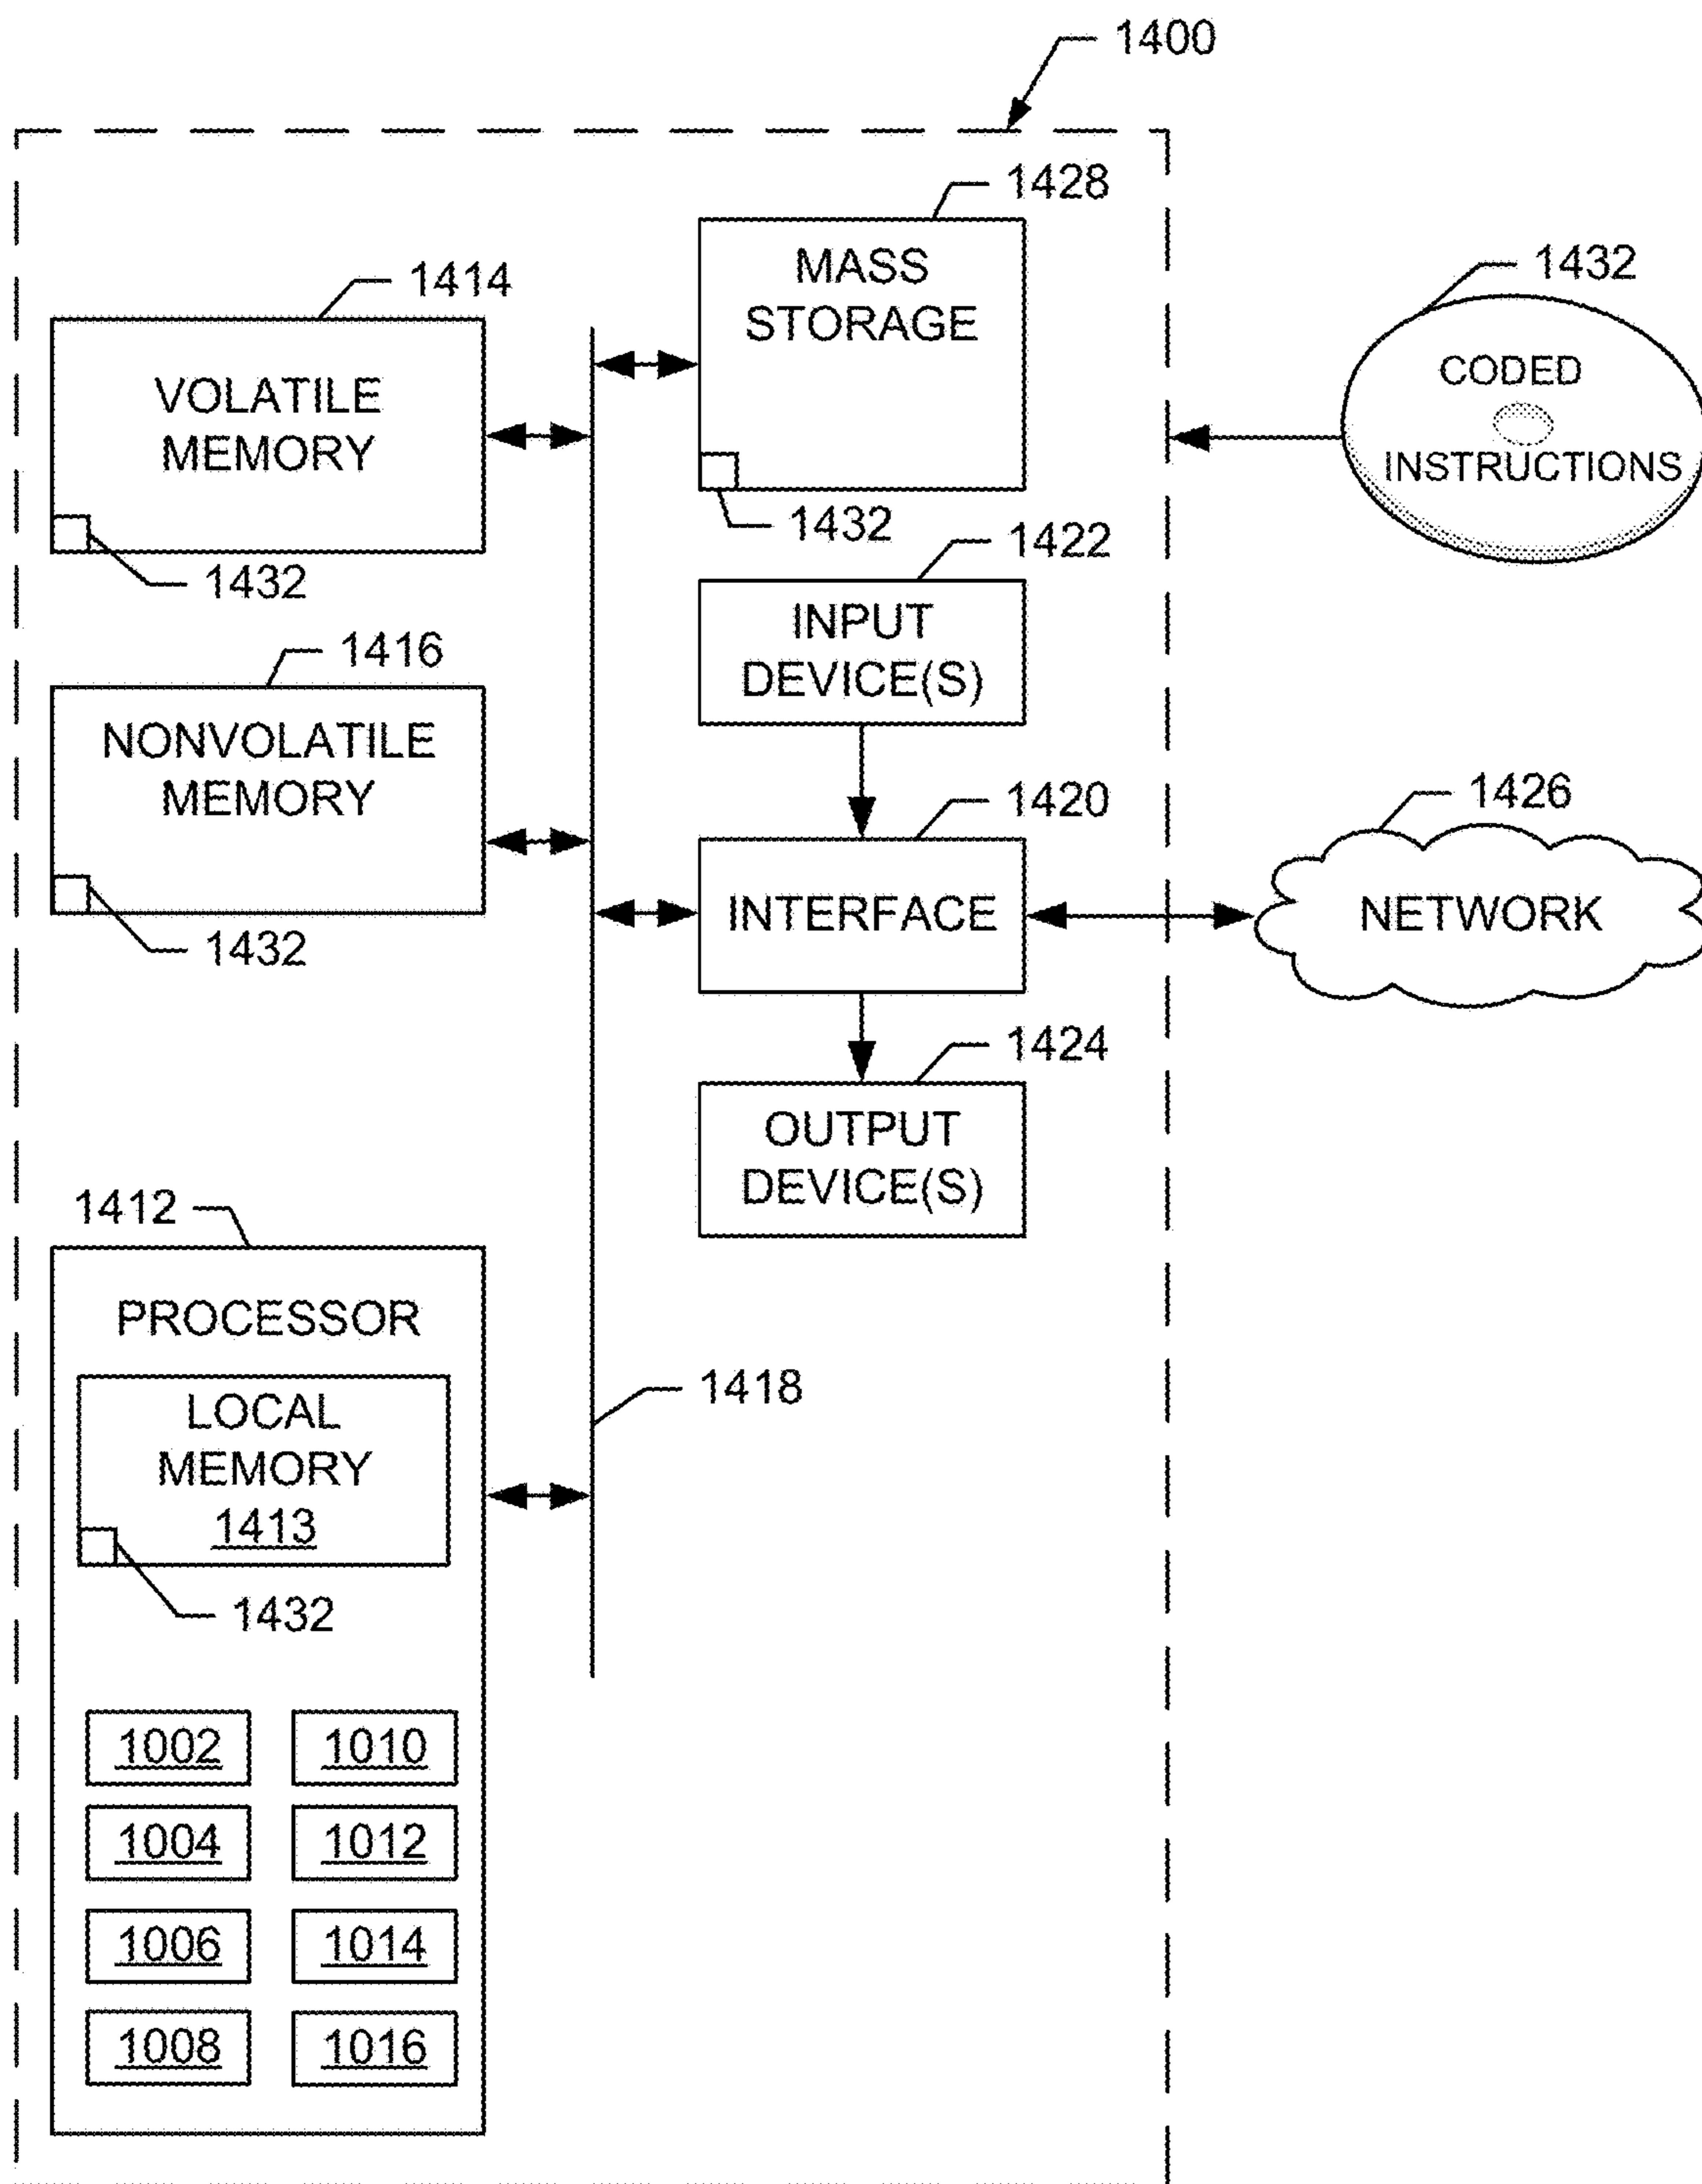 1400
1428
MASS
STORAGE
1432
1414
VOLATILE
MEMORY
1432
1432
CODED
INSTRUCTIONS
1422
INPUT
DEVICE(S)
1416
NONVOLATILE
MEMORY
1432
1420
INTERFACE
1426
NETWORK
1424
OUTPUT
DEVICE(S)
1412
PROCESSOR
LOCAL
MEMORY
1413
1432
1418
1002
1010
1004
1012
1006
1014
1008
1016